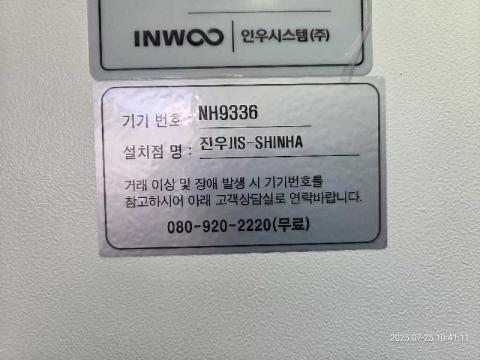 INWOO | 인우시스템(주)
기기 번호 : NH9336
설치점 명 : 진우JIS-SHINHA
거래 이상 및 장애 발생 시 기기번호를
참고하시어 아래 고객상담실로 연락바랍니다.
080-920-2220(무료)
2025-07-25 10:41:11